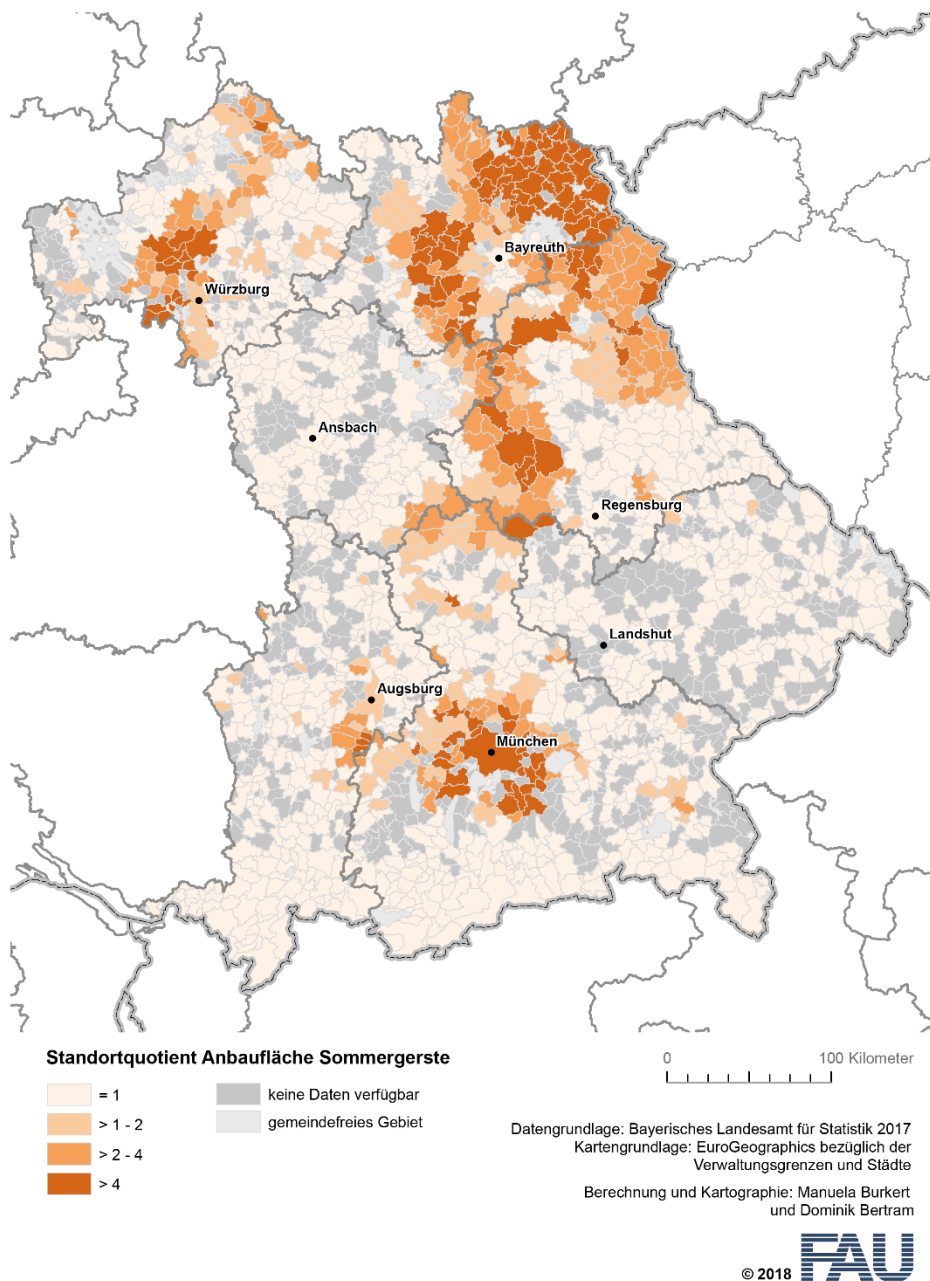 Bayreuth
Würzburg
Ansbach
Regensburg
Landshut
Augsburg
München
Standortquotient Anbaufläche Sommergerste
= 1
> 1 - 2
> 2 - 4
> 4
keine Daten verfügbar
gemeindefreies Gebiet
0 100 Kilometer
Datengrundlage: Bayerisches Landesamt für Statistik 2017
Kartengrundlage: EuroGeographics bezüglich der
Verwaltungsgrenzen und Städte
Berechnung und Kartographie: Manuela Burkert
und Dominik Bertram
© 2018 FAU